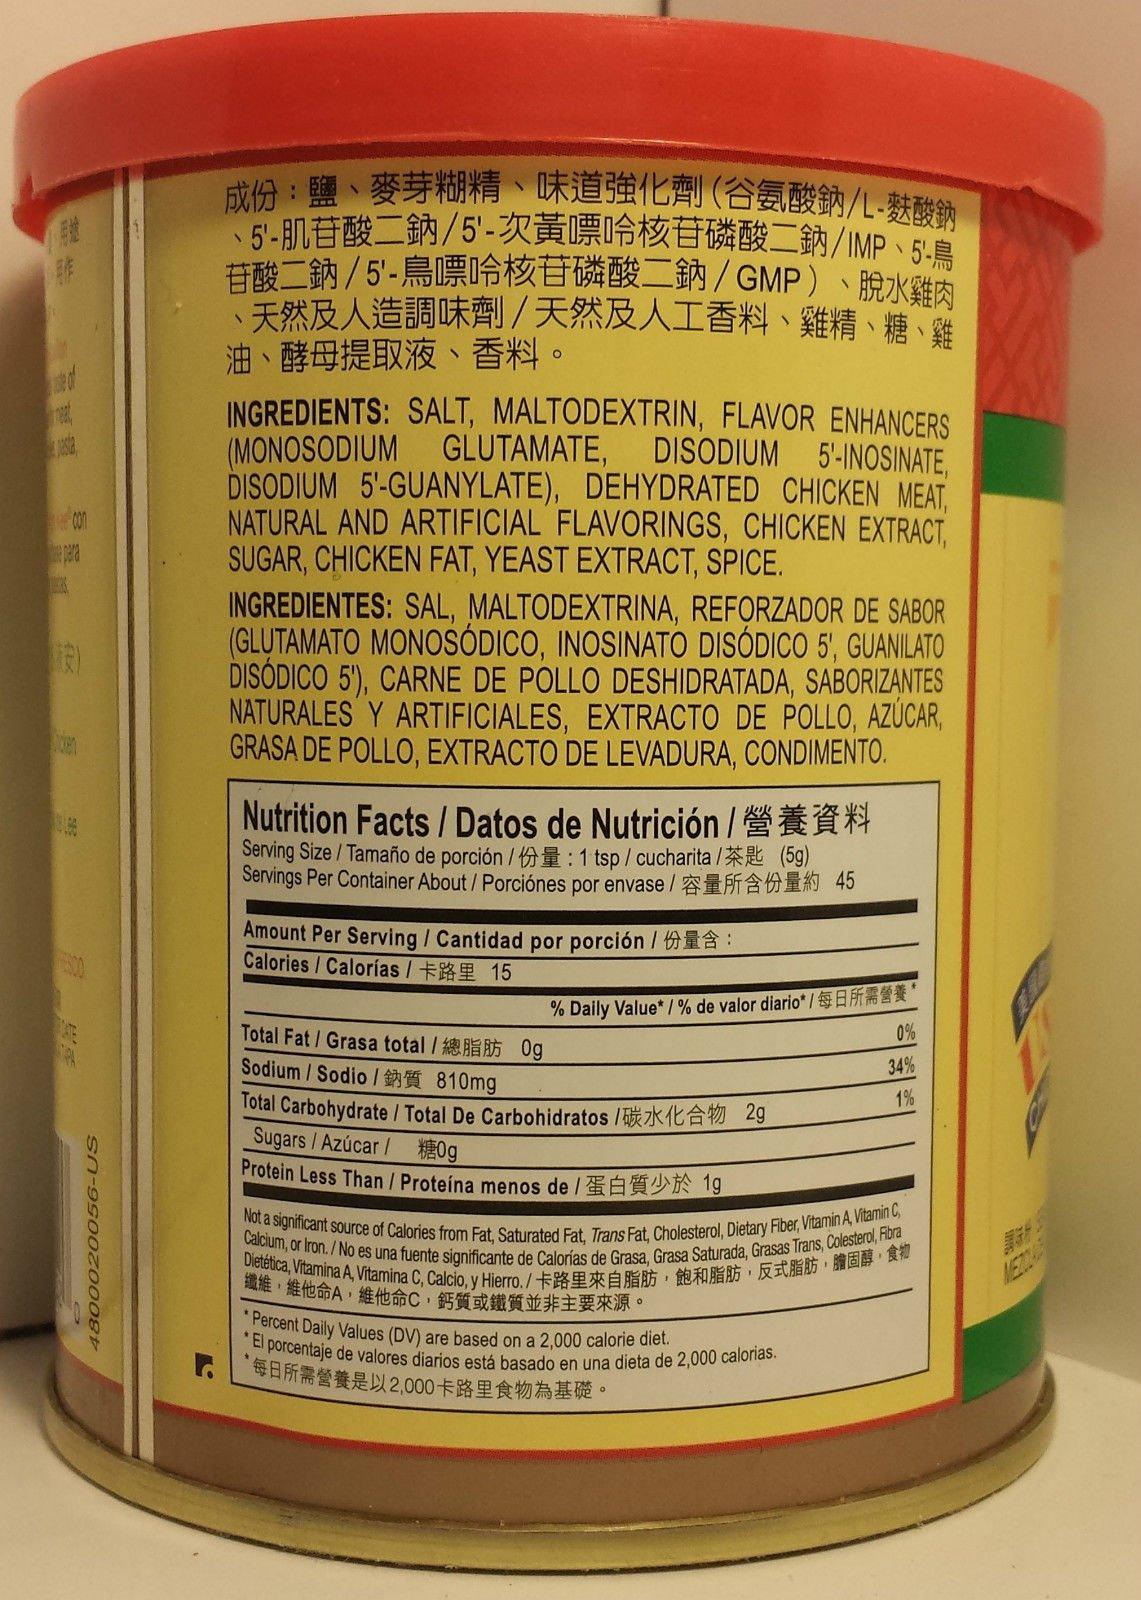 成份：鹽、麥芽糊精、味道強化劑（谷氨酸鈉/L-麩酸鈉
、5'-肌苷酸二鈉/5'-次黃嘌呤核苷磷酸二鈉/IMP、5'-鳥
苷酸二鈉/5'-鳥嘌呤核苷磷酸二鈉/GMP）、脫水雞肉
、天然及人造調味劑/天然及人工香料、雞精、糖、雞
油、酵母提取液、香料。
INGREDIENTS: SALT, MALTODEXTRIN, FLAVOR ENHANCERS
(MONOSODIUM GLUTAMATE, DISODIUM 5'-INOSINATE,
DISODIUM 5'-GUANYLATE), DEHYDRATED CHICKEN MEAT,
NATURAL AND ARTIFICIAL FLAVORINGS, CHICKEN EXTRACT,
SUGAR, CHICKEN FAT, YEAST EXTRACT, SPICE.
INGREDIENTES: SAL, MALTODEXTRINA, REFORZADOR DE SABOR
(GLUTAMATO MONOSÓDICO, INOSINATO DISÓDICO 5', GUANILATO
DISÓDICO 5'), CARNE DE POLLO DESHIDRATADA, SABORIZANTES
NATURALES Y ARTIFICIALES, EXTRACTO DE POLLO, AZÚCAR,
GRASA DE POLLO, EXTRACTO DE LEVADURA, CONDIMENTO.
Nutrition Facts / Datos de Nutrición / 營養資料
Serving Size / Tamaño de porción / 份量 : 1 tsp / cucharita / 茶匙 (5g)
Servings Per Container About / Porciónes por envase / 容量所含份量約 45
Amount Per Serving / Cantidad por porción / 份量含 :
Calories / Calorías / 卡路里 15
% Daily Value* / % de valor diario* / 每日所需營養*
Total Fat / Grasa total / 總脂肪 0g 0%
Sodium / Sodio / 鈉質 810mg 34%
Total Carbohydrate / Total De Carbohidratos /碳水化合物 2g 1%
Sugars / Azúcar / 糖0g
Protein Less Than / Proteína menos de / 蛋白質少於 1g
Not a significant source of Calories from Fat, Saturated Fat, Trans Fat, Cholesterol, Dietary Fiber, Vitamin A, Vitamin C,
Calcium, or Iron. / No es una fuente significante de Calorías de Grasa, Grasa Saturada, Grasas Trans, Colesterol, Fibra
Dietética, Vitamina A, Vitamina C, Calcio, y Hierro. / 卡路里來自脂肪，飽和脂肪，反式脂肪，膽固醇，食物
纖維，維他命A，維他命C，鈣質或鐵質並非主要來源。
* Percent Daily Values (DV) are based on a 2,000 calorie diet.
* El porcentaje de valores diarios está basado en una dieta de 2,000 calorias.
* 每日所需營養是以2,000卡路里食物為基礎。
4800020056-US